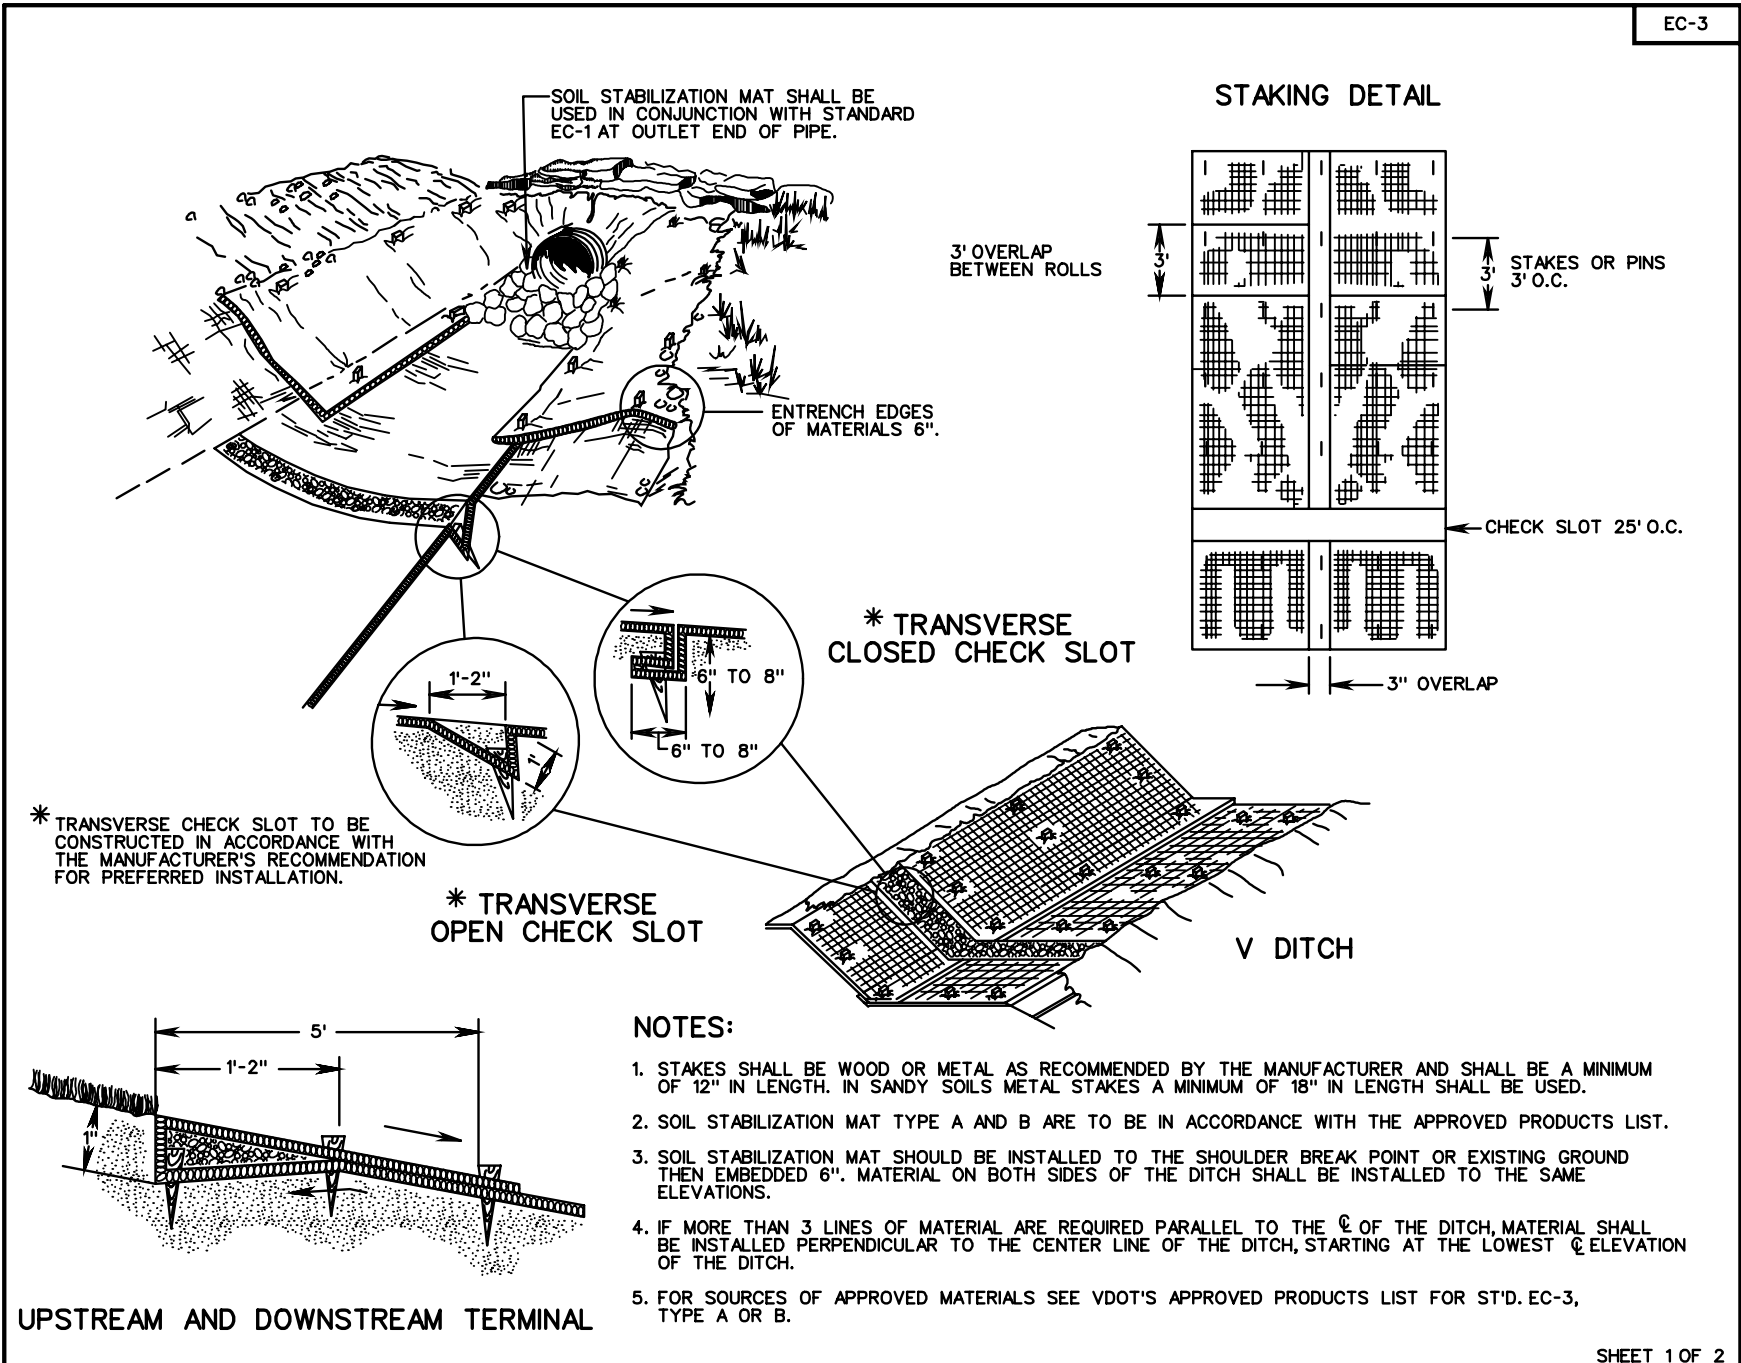 EC-3
SOIL STABILIZATION MAT SHALL BE
USED IN CONJUNCTION WITH STANDARD
EC-1 AT OUTLET END OF PIPE.
STAKING DETAIL
3' OVERLAP
BETWEEN ROLLS
3'
3'
STAKES OR PINS
3' O.C.
ENTRENCH EDGES
OF MATERIALS 6".
CHECK SLOT 25' O.C.
3" OVERLAP
* TRANSVERSE
CLOSED CHECK SLOT
6" TO 8"
6" TO 8"
1'-2"
1'
* TRANSVERSE CHECK SLOT TO BE
CONSTRUCTED IN ACCORDANCE WITH
THE MANUFACTURER'S RECOMMENDATION
FOR PREFERRED INSTALLATION.
* TRANSVERSE
OPEN CHECK SLOT
V DITCH
5'
1'-2"
1"
UPSTREAM AND DOWNSTREAM TERMINAL
NOTES:
1. STAKES SHALL BE WOOD OR METAL AS RECOMMENDED BY THE MANUFACTURER AND SHALL BE A MINIMUM
OF 12" IN LENGTH. IN SANDY SOILS METAL STAKES A MINIMUM OF 18" IN LENGTH SHALL BE USED.
2. SOIL STABILIZATION MAT TYPE A AND B ARE TO BE IN ACCORDANCE WITH THE APPROVED PRODUCTS LIST.
3. SOIL STABILIZATION MAT SHOULD BE INSTALLED TO THE SHOULDER BREAK POINT OR EXISTING GROUND
THEN EMBEDDED 6". MATERIAL ON BOTH SIDES OF THE DITCH SHALL BE INSTALLED TO THE SAME
ELEVATIONS.
4. IF MORE THAN 3 LINES OF MATERIAL ARE REQUIRED PARALLEL TO THE ℄ OF THE DITCH, MATERIAL SHALL
BE INSTALLED PERPENDICULAR TO THE CENTER LINE OF THE DITCH, STARTING AT THE LOWEST ℄ ELEVATION
OF THE DITCH.
5. FOR SOURCES OF APPROVED MATERIALS SEE VDOT'S APPROVED PRODUCTS LIST FOR ST'D. EC-3,
TYPE A OR B.
SHEET 1 OF 2